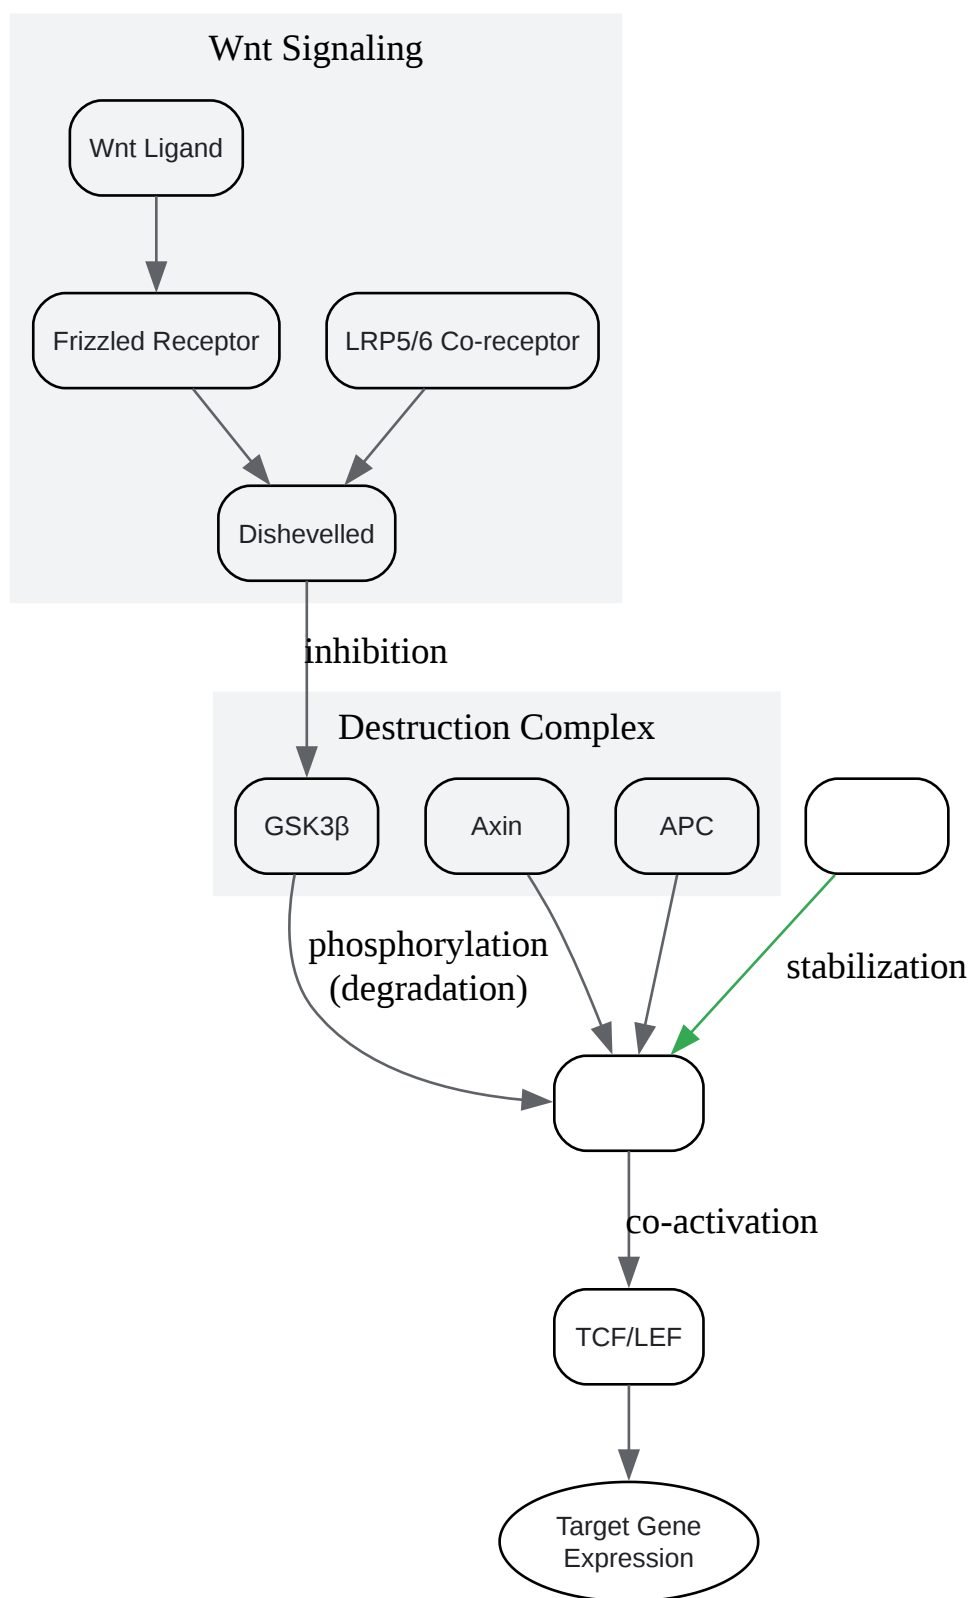 Wnt Signaling
Wnt Ligand
Frizzled Receptor
LRP5/6 Co-receptor
Dishevelled
inhibition
Destruction Complex
GSK3β
Axin
APC
phosphorylation
(degradation)
stabilization
co-activation
TCF/LEF
Target Gene
Expression